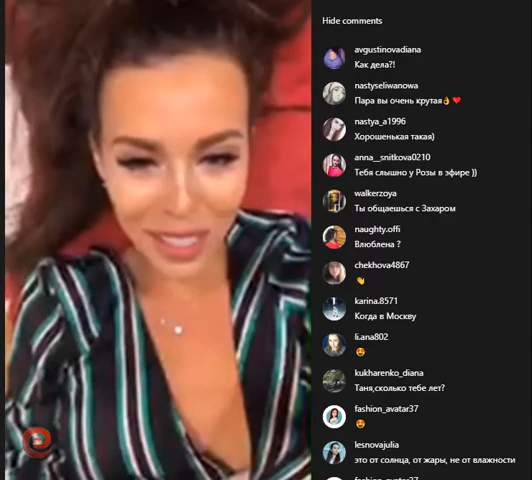 Hide comments
avgustinovadiana
Как дела?!
nastyseliwanowa
Пара вы очень крутая👌❤️
nastya_a1996
Хорошенькая такая)
anna__snitkova0210
Тебя слышно у Розы в эфире ))
walkerzoya
Ты общаешься с Захаром
naughty.offi
Влюблена ?
chekhova4867
👏
karina.8571
Когда в Москву
li.ana802
😍
kukharenko_diana
Таня,сколько тебе лет?
fashion_avatar37
😍
lesnovajulia
это от солнца, от жары, не от влажности
fashion_avatar37